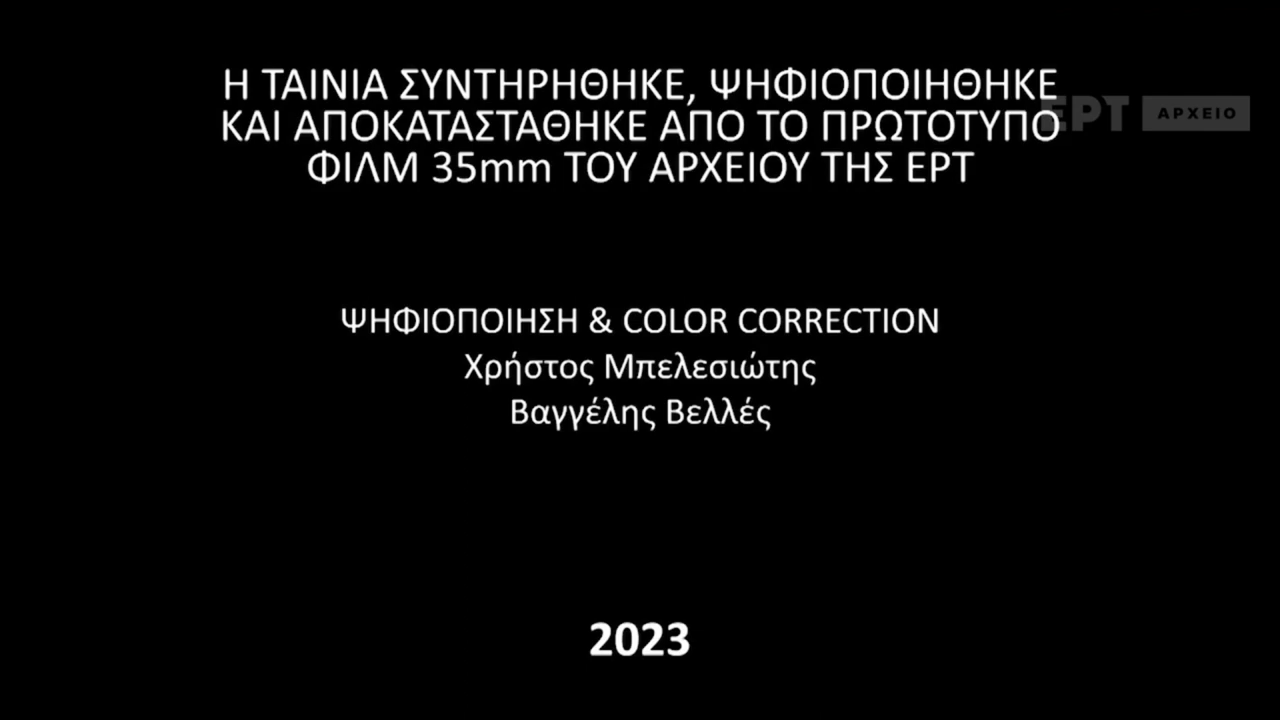 Η ΤΑΙΝΙΑ ΣΥΝΤΗΡΗΘΗΚΕ, ΨΗΦΙΟΠΟΙΗΘΗΚΕ
ΚΑΙ ΑΠΟΚΑΤΑΣΤΑΘΗΚΕ ΑΠΟ ΤΟ ΠΡΩΤΟΤΥΠΟ
ΦΙΛΜ 35mm ΤΟΥ ΑΡΧΕΙΟΥ ΤΗΣ ΕΡΤ
ΕΡΤ ΑΡΧΕΙΟ
ΨΗΦΙΟΠΟΙΗΣΗ & COLOR CORRECTION
Χρήστος Μπελεσιώτης
Βαγγέλης Βελλές
2023